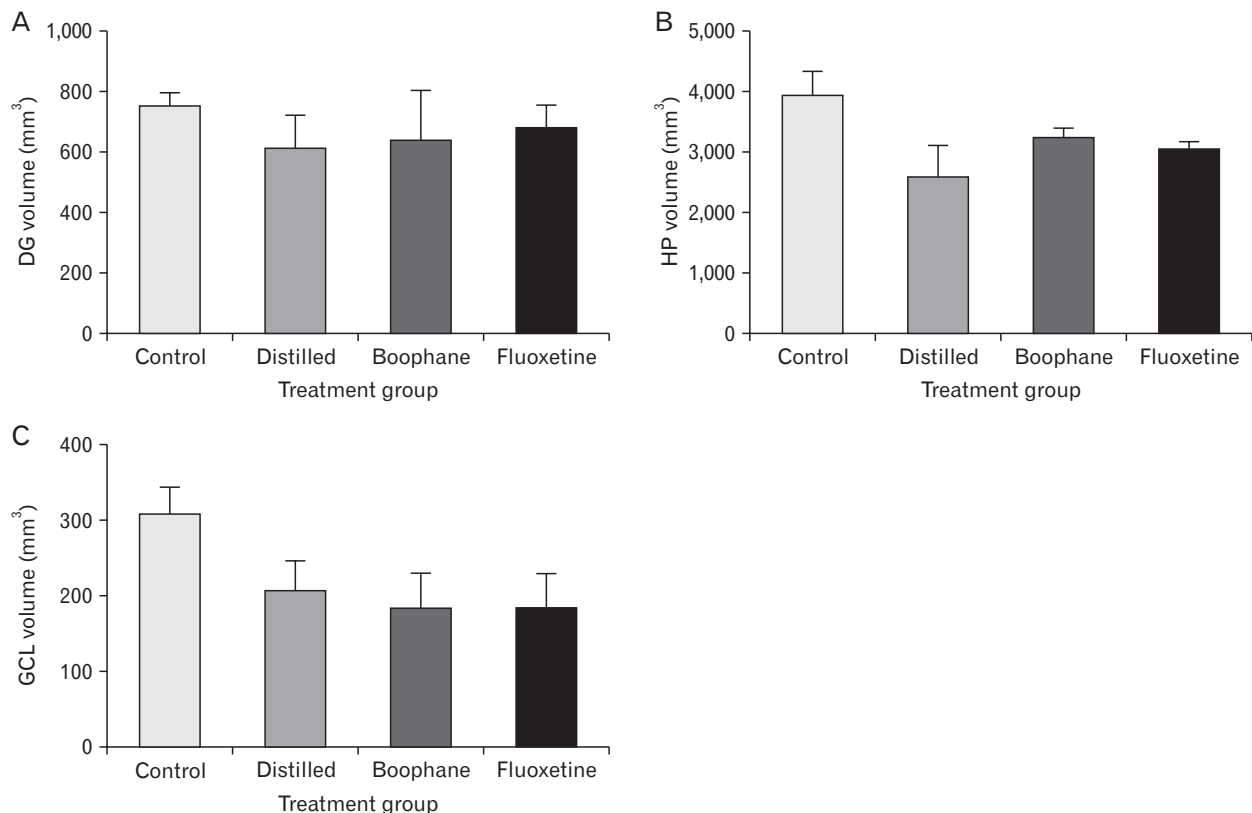 A
1,000
800
600
400
200
0
DG volume (mm³)
Control Distilled Boophane Fluoxetine
Treatment group
B
5,000
4,000
3,000
2,000
1,000
0
HP volume (mm³)
Control Distilled Boophane Fluoxetine
Treatment group
C
400
300
200
100
0
GCL volume (mm³)
Control Distilled Boophane Fluoxetine
Treatment group